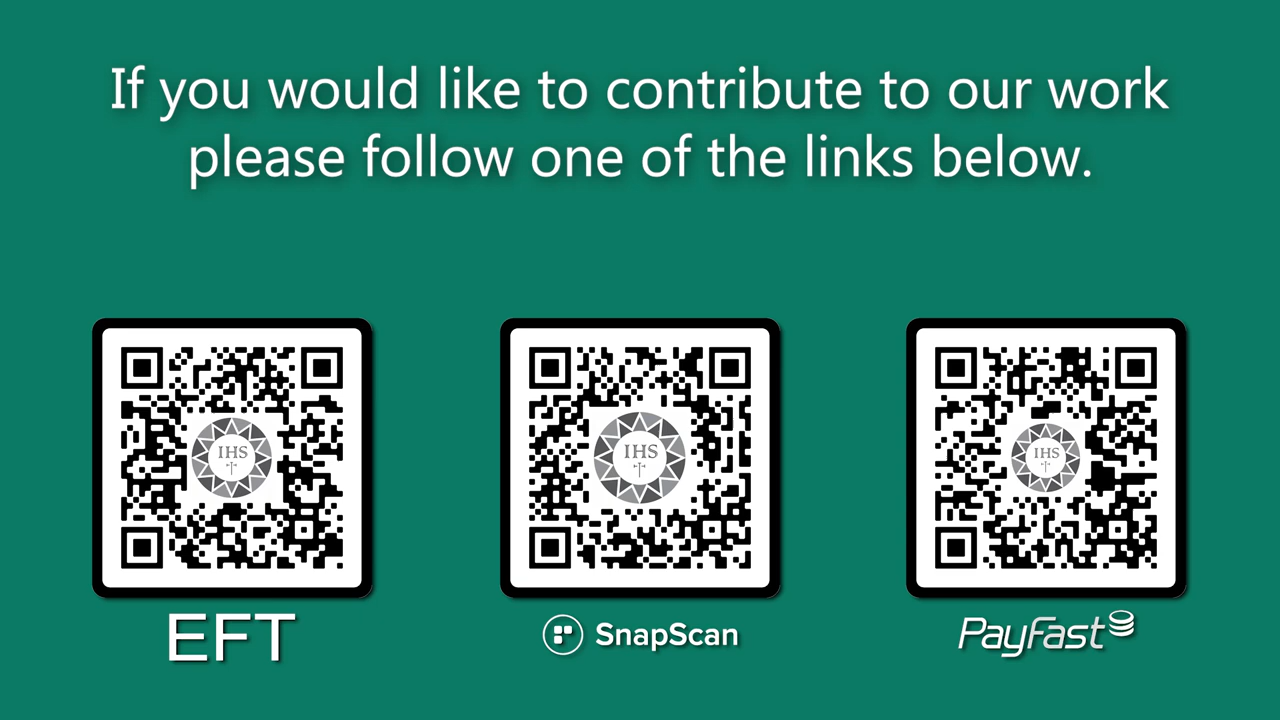 If you would like to contribute to our work
please follow one of the links below.
IHS
IHS
IHS
EFT
SnapScan
PayFast